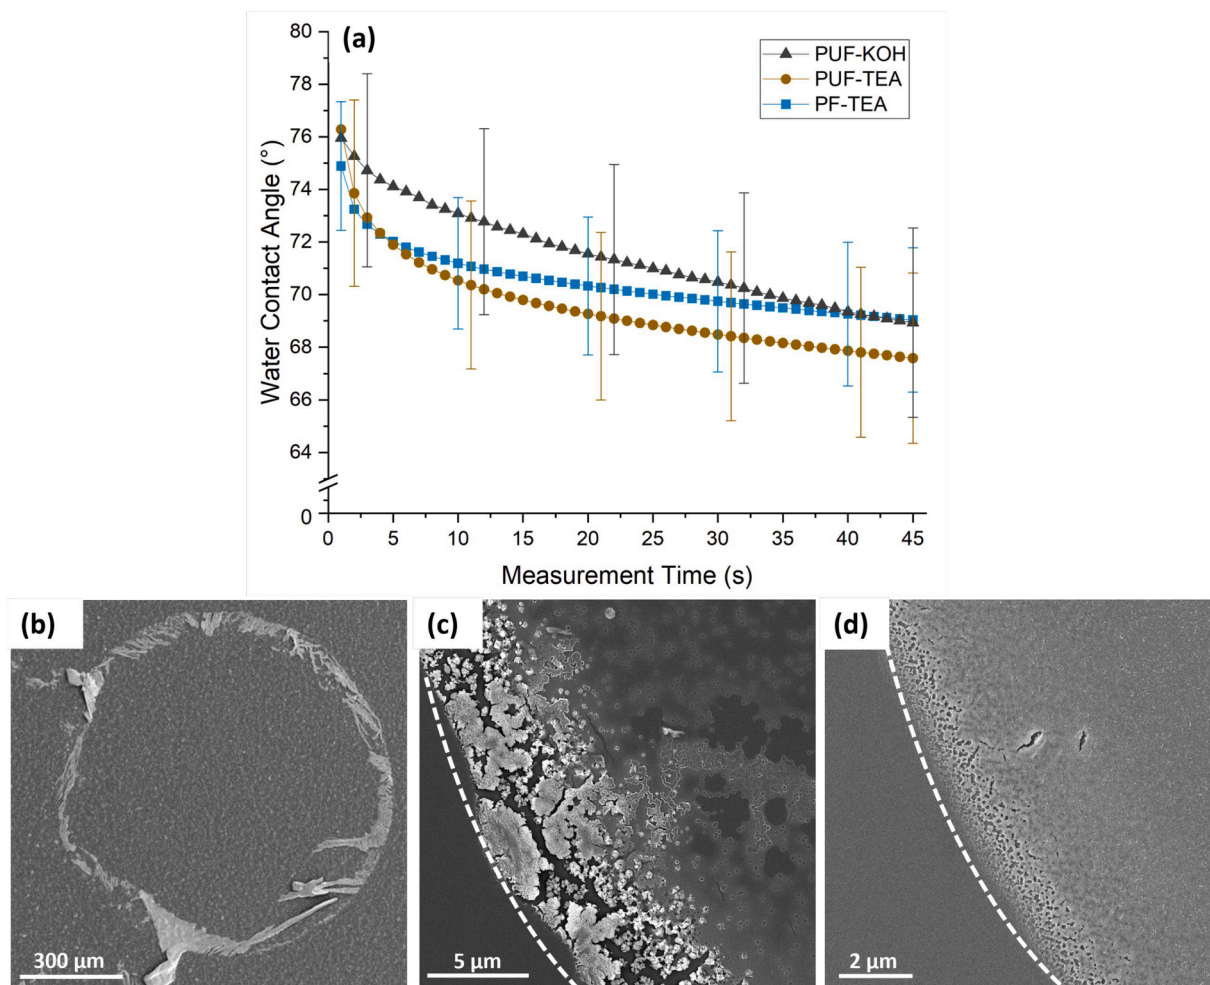 (a)
PUF-KOH
PUF-TEA
PF-TEA
80
78
76
74
72
70
68
66
64
0
Water Contact Angle (°)
0 5 10 15 20 25 30 35 40 45
Measurement Time (s)
(b)
300 µm
(c)
5 µm
(d)
2 µm